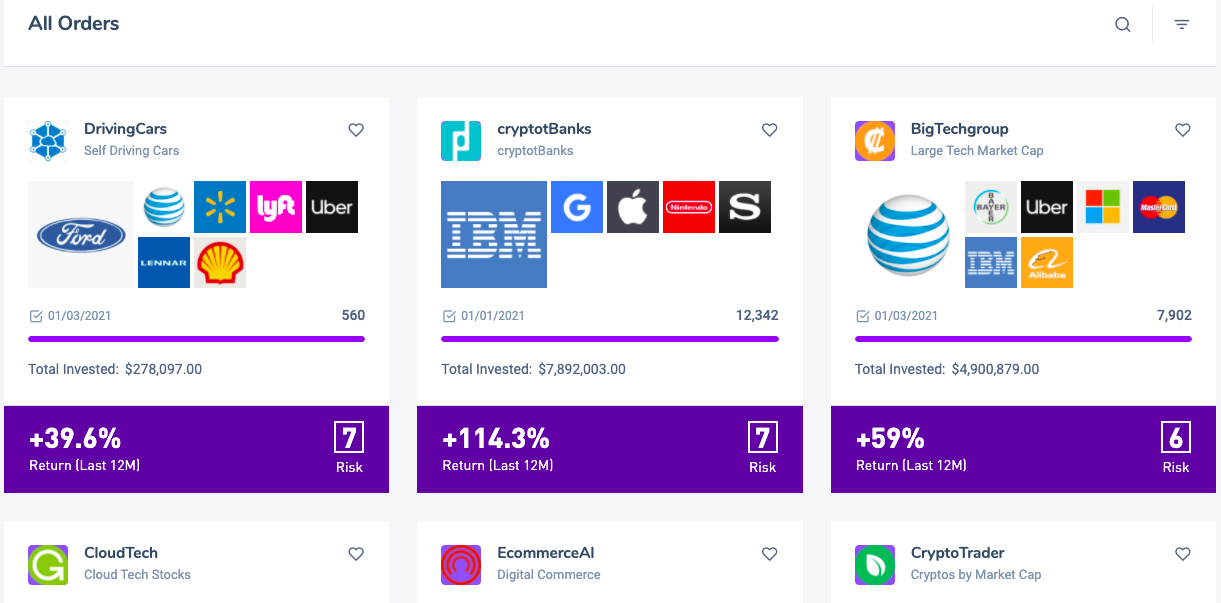 All Orders
DrivingCars
Self Driving Cars
Ford
lyft
Uber
LENNAR
01/03/2021
560
Total Invested: $278,097.00
+39.6%
Return (Last 12M)
7
Risk
cryptotBanks
cryptotBanks
IBM
G
Nintendo
S
01/01/2021
12,342
Total Invested: $7,892,003.00
+114.3%
Return (Last 12M)
7
Risk
BigTechgroup
Large Tech Market Cap
BAYER
BAYER
Uber
MasterCard
IBM
Alibaba
01/03/2021
7,902
Total Invested: $4,900,879.00
+59%
Return (Last 12M)
6
Risk
CloudTech
Cloud Tech Stocks
EcommerceAI
Digital Commerce
CryptoTrader
Cryptos by Market Cap